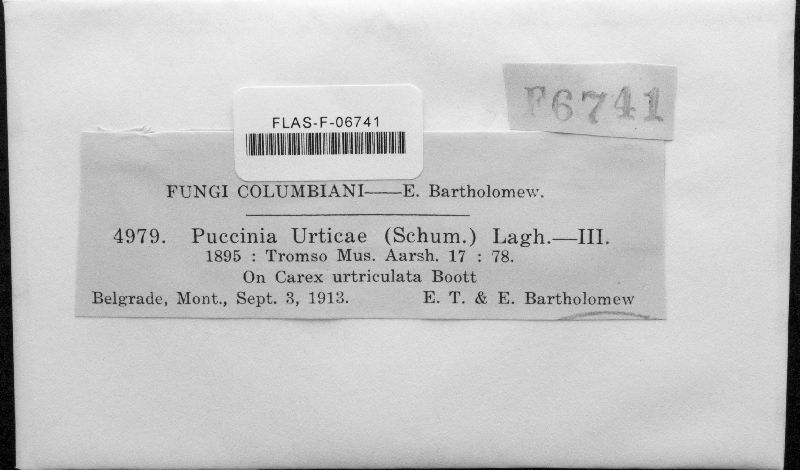 F6741
FLAS-F-06741
FUNGI COLUMBIANI——E. Bartholomew.
4979. Puccinia Urticae (Schum.) Lagh.—III.
1895 : Tromso Mus. Aarsh. 17 : 78.
On Carex urtriculata Boott
Belgrade, Mont., Sept. 3, 1913. E. T. & E. Bartholomew